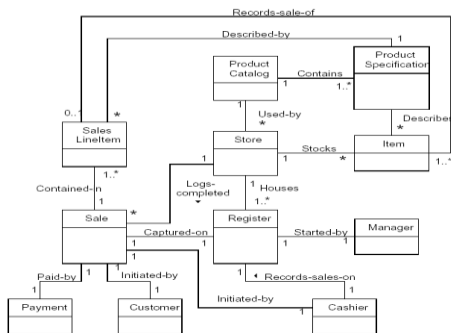 Records-sale-of
Described-by
1
Product
Catalog
Product
Specification
Contains
1
1..*
1
Used-by
*
1
Describes
*
0..1
*
Sales
LineItem
Store
Item
1
Stocks
*
1..*
1..*
Contained-in
1
Logs-
completed
1
1
Houses
1..*
*
Sale
Register
Manager
1
Captured-on
1
1
Started-by
1
Paid-by
1
1
1
1
Initiated-by
1
Records-sales-on
1
1
Initiated-by
1
1
Payment
Customer
Cashier